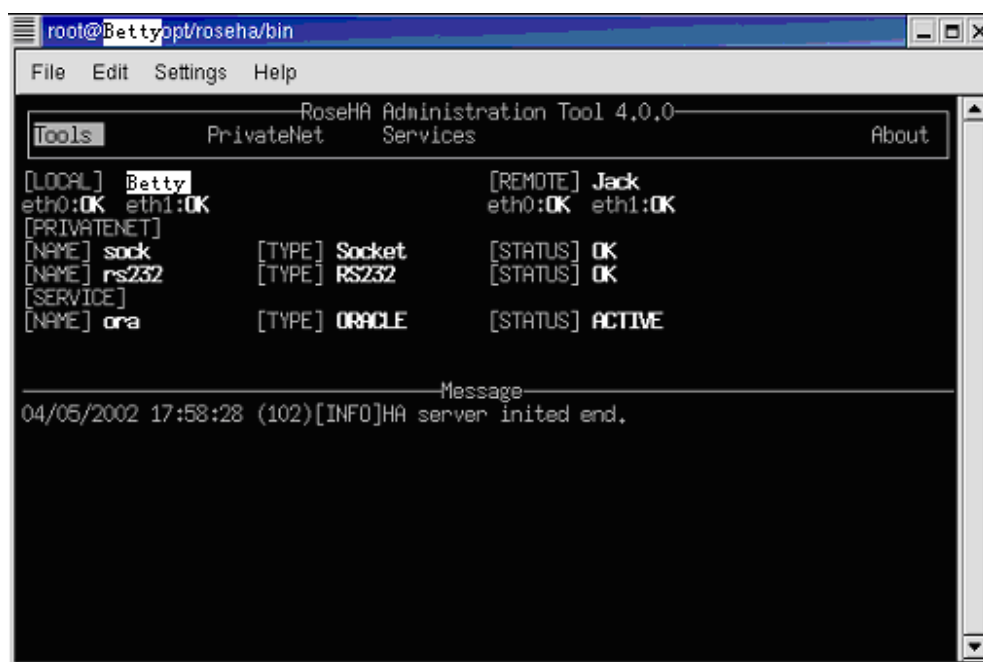 root@Bettyopt/roseha/bin
File Edit Settings Help
RoseHA Administration Tool 4.0.0
Tools PrivateNet Services About
[LOCAL] Betty [REMOTE] Jack
eth0:OK eth1:OK eth0:OK eth1:OK
[PRIVATENET]
[NAME] sock [TYPE] Socket [STATUS] OK
[NAME] rs232 [TYPE] RS232 [STATUS] OK
[SERVICE]
[NAME] ora [TYPE] ORACLE [STATUS] ACTIVE
Message
04/05/2002 17:58:28 (102)[INFO]HA server inited end.